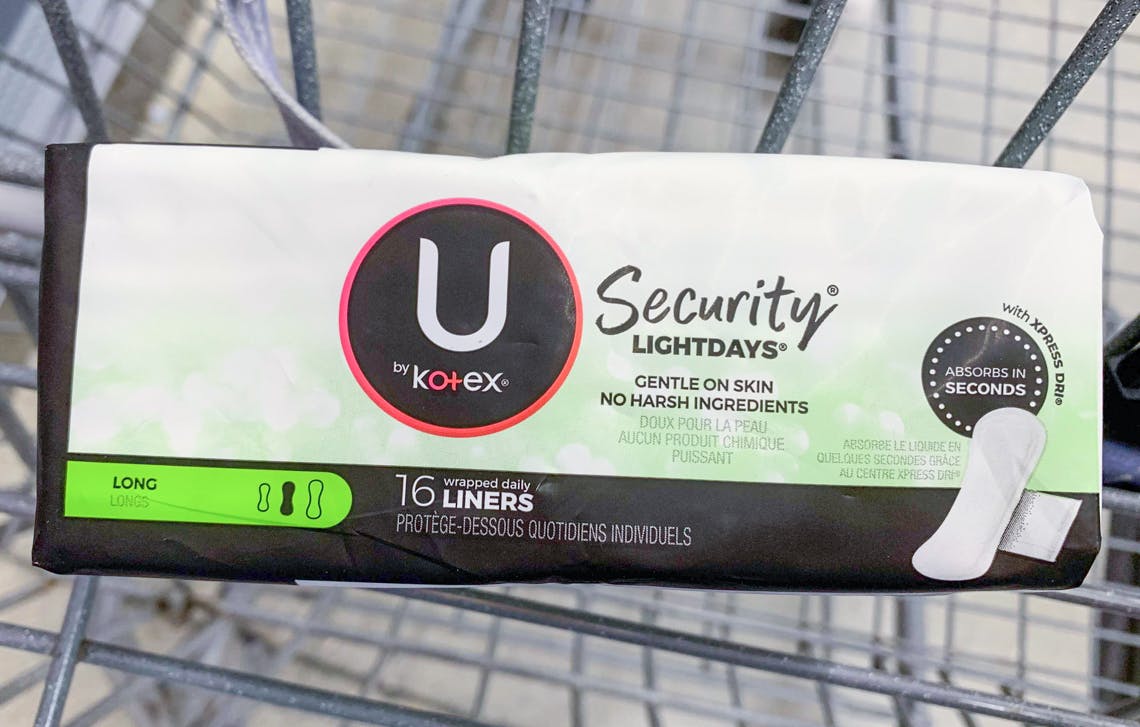 U
by kotex®
Security®
LIGHTDAYS®
GENTLE ON SKIN
NO HARSH INGREDIENTS
DOUX POUR LA PEAU
AUCUN PRODUIT CHIMIQUE
PUISSANT
with XPRESS DRI®
ABSORBS IN
SECONDS
ABSORBE LE LIQUIDE EN
QUELQUES SECONDES GRÂCE
AU CENTRE XPRESS DRI®
LONG
LONGS
16 wrapped daily
LINERS
PROTÈGE-DESSOUS QUOTIDIENS INDIVIDUELS